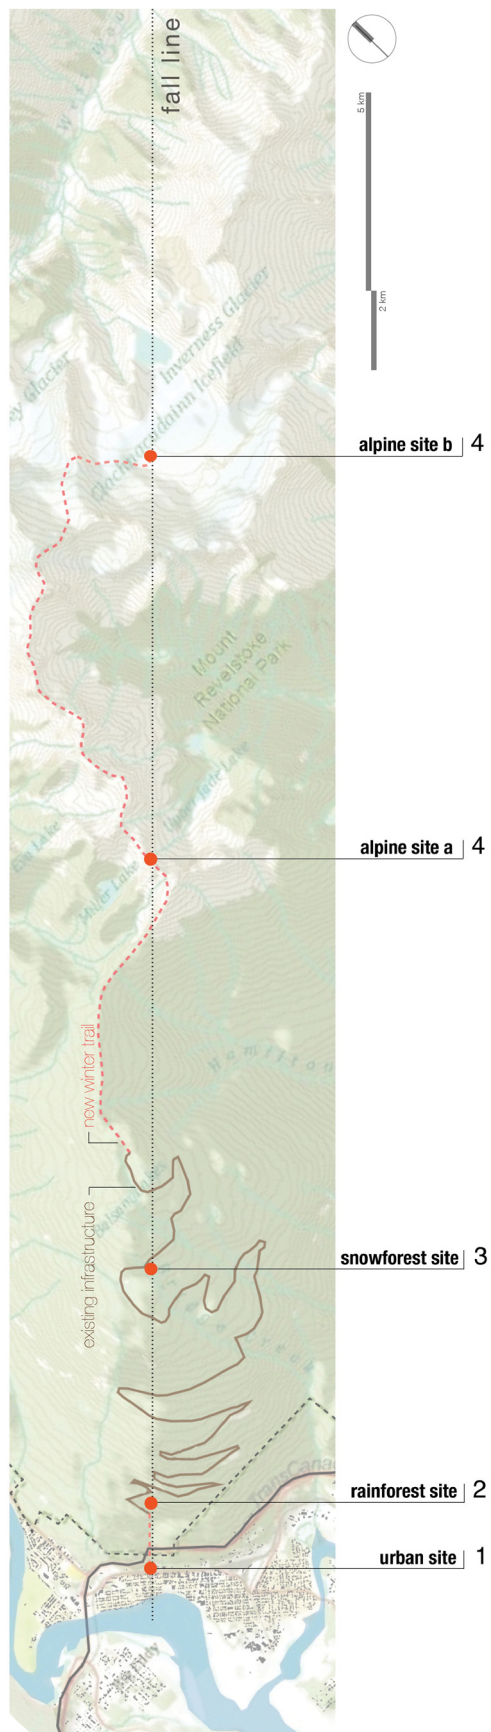 fall line
5 km
2 km
Inverness Glacier
Icefield
alpine site b 4
Mount
Revelstoke
National Park
Jade Lake
Eva Lake
alpine site a 4
Miller Lake
new winter trail
Hamilton
existing infrastructure
snowforest site 3
rainforest site 2
TransCana
urban site 1